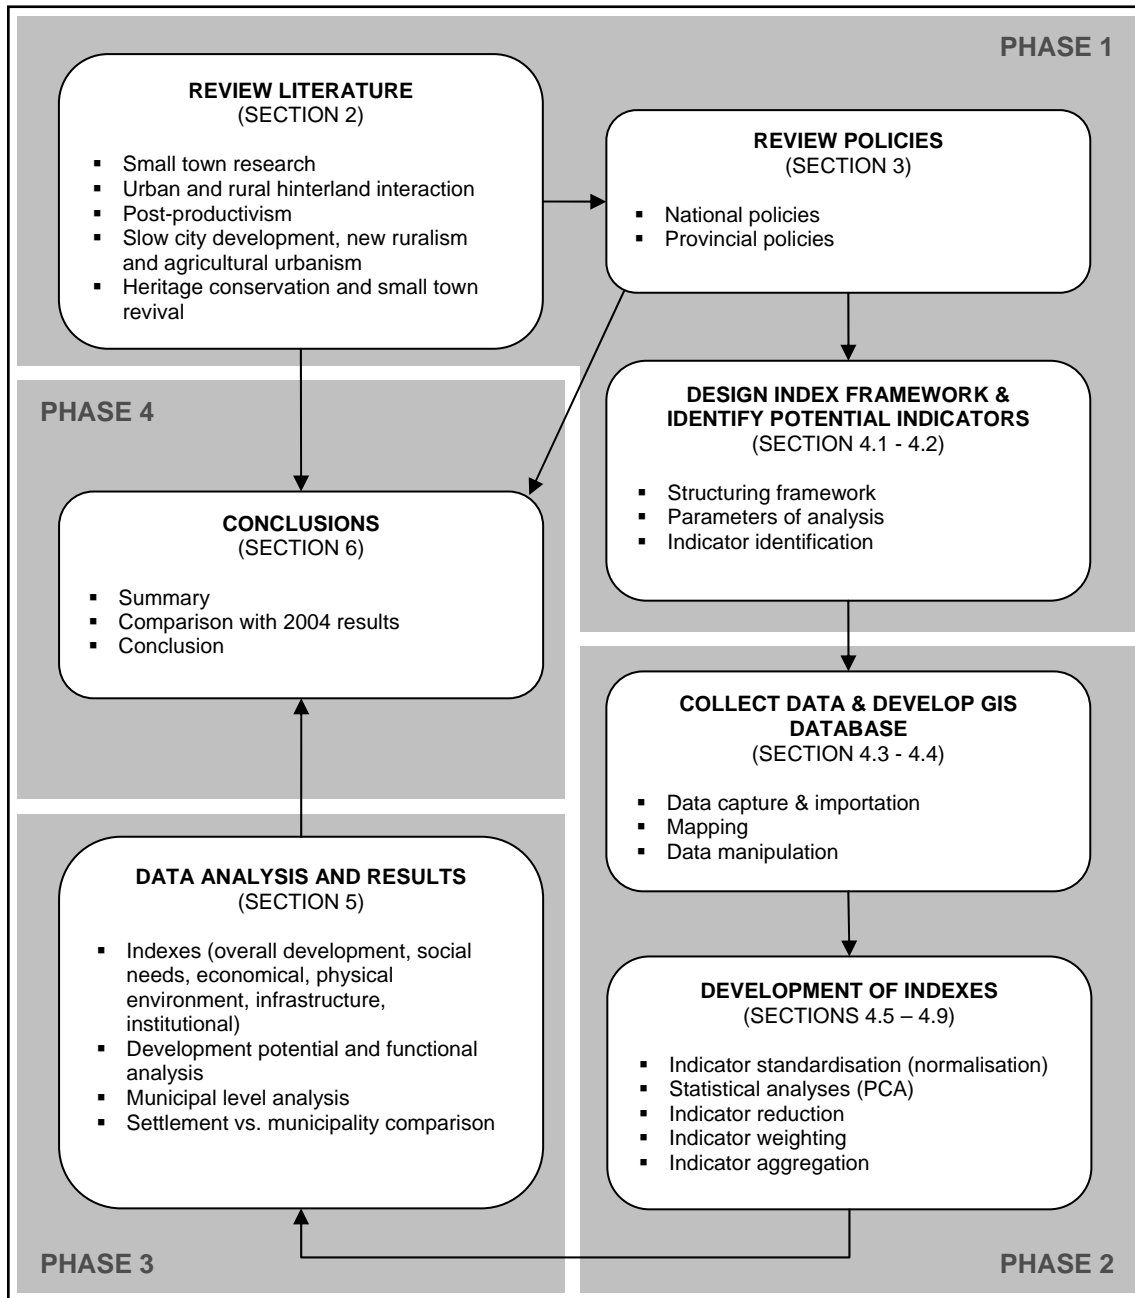 PHASE 1
REVIEW LITERATURE
(SECTION 2)
▪ Small town research
▪ Urban and rural hinterland interaction
▪ Post-productivism
▪ Slow city development, new ruralism
and agricultural urbanism
▪ Heritage conservation and small town
revival
REVIEW POLICIES
(SECTION 3)
▪ National policies
▪ Provincial policies
DESIGN INDEX FRAMEWORK &
IDENTIFY POTENTIAL INDICATORS
(SECTION 4.1 - 4.2)
▪ Structuring framework
▪ Parameters of analysis
▪ Indicator identification
PHASE 4
CONCLUSIONS
(SECTION 6)
▪ Summary
▪ Comparison with 2004 results
▪ Conclusion
COLLECT DATA & DEVELOP GIS
DATABASE
(SECTION 4.3 - 4.4)
▪ Data capture & importation
▪ Mapping
▪ Data manipulation
DATA ANALYSIS AND RESULTS
(SECTION 5)
▪ Indexes (overall development, social
needs, economical, physical
environment, infrastructure,
institutional)
▪ Development potential and functional
analysis
▪ Municipal level analysis
▪ Settlement vs. municipality comparison
PHASE 3
DEVELOPMENT OF INDEXES
(SECTIONS 4.5 – 4.9)
▪ Indicator standardisation (normalisation)
▪ Statistical analyses (PCA)
▪ Indicator reduction
▪ Indicator weighting
▪ Indicator aggregation
PHASE 2